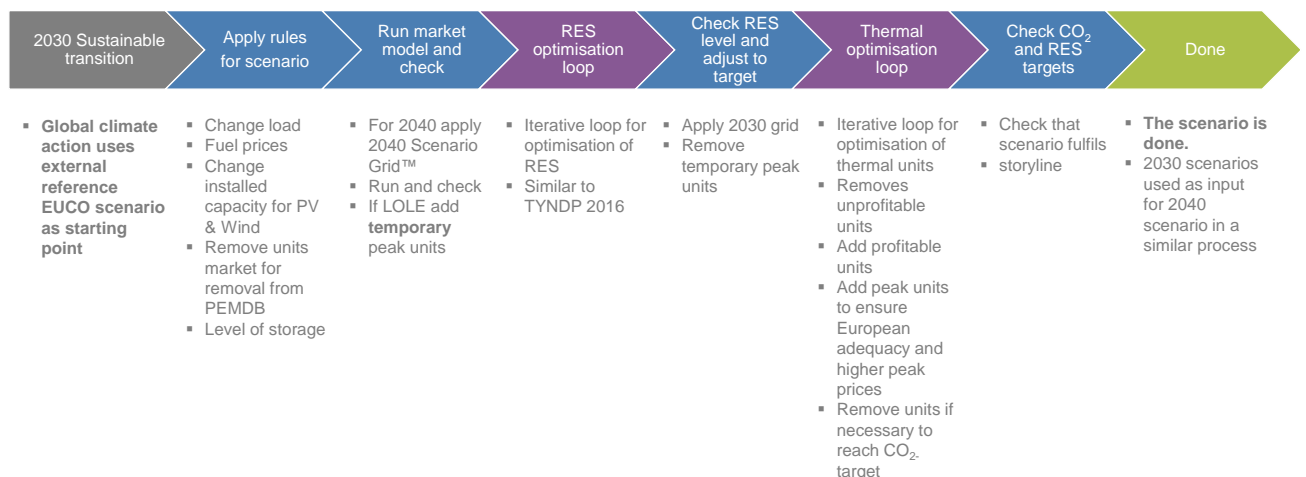 2030 Sustainable
transition
Apply rules
for scenario
Run market
model and
check
RES
optimisation
loop
Check RES
level and
adjust to
target
Thermal
optimisation
loop
Check CO2
and RES
targets
Done
▪ Global climate
action uses
external
reference
EUCO scenario
as starting
point
▪ Change load
▪ Fuel prices
▪ Change
installed
capacity for PV
& Wind
▪ Remove units
market for
removal from
PEMDB
▪ Level of storage
▪ For 2040 apply
2040 Scenario
Grid™
▪ Run and check
▪ If LOLE add
temporary
peak units
▪ Iterative loop for
optimisation of
RES
▪ Similar to
TYNDP 2016
▪ Apply 2030 grid
▪ Remove
temporary peak
units
▪ Iterative loop for
optimisation of
thermal units
▪ Removes
unprofitable
units
▪ Add profitable
units
▪ Add peak units
to ensure
European
adequacy and
higher peak
prices
▪ Remove units if
necessary to
reach CO2-
target
▪ Check that
scenario fulfils
▪ storyline
▪ The scenario is
done.
▪ 2030 scenarios
used as input
for 2040
scenario in a
similar process